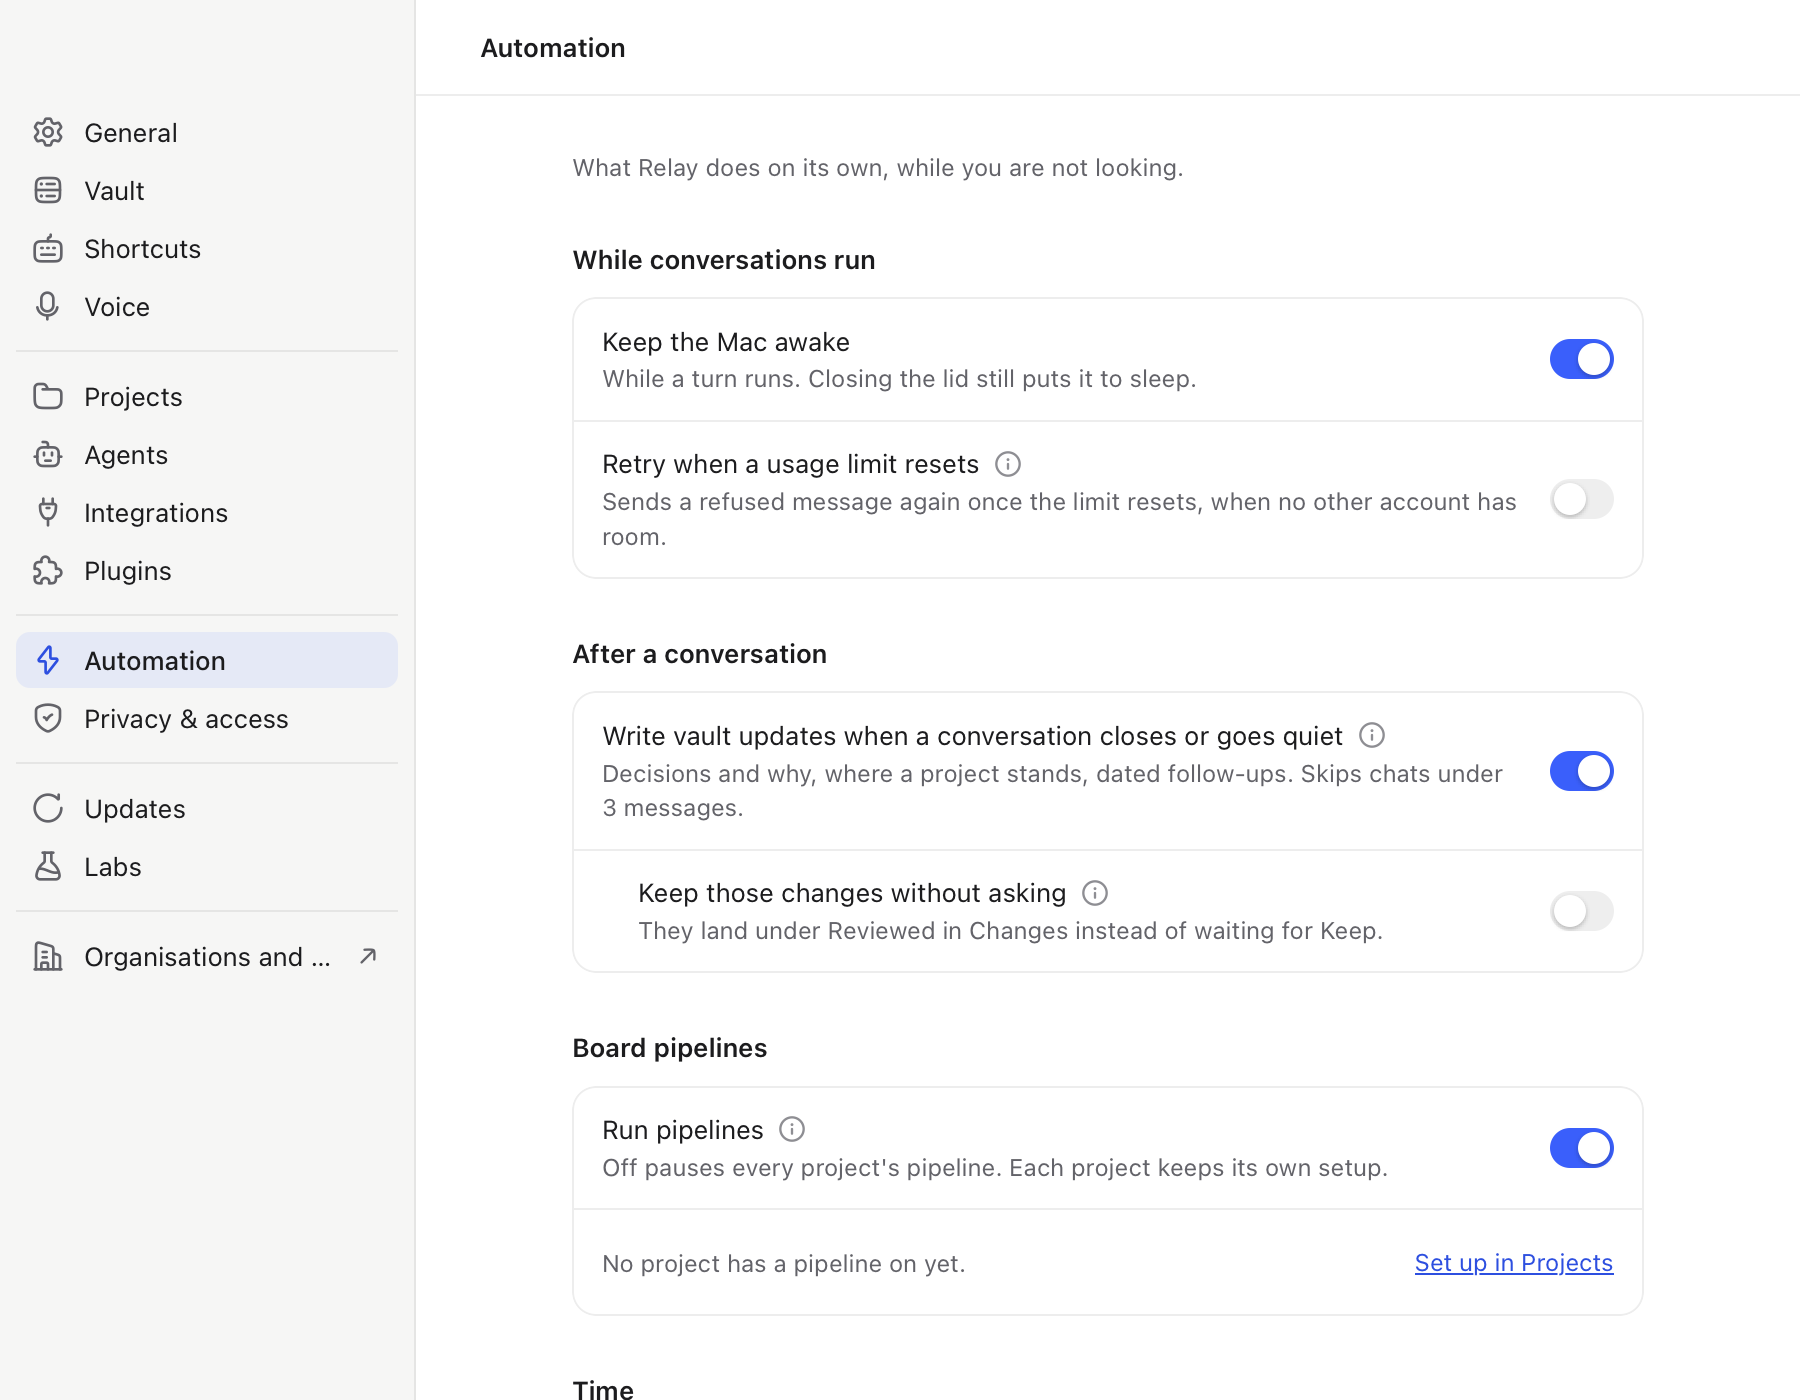 Automation
General
Vault
Shortcuts
Voice
Projects
Agents
Integrations
Plugins
Automation
Privacy & access
Updates
Labs
Organisations and ...
What Relay does on its own, while you are not looking.
While conversations run
Keep the Mac awake
While a turn runs. Closing the lid still puts it to sleep.
Retry when a usage limit resets
Sends a refused message again once the limit resets, when no other account has
room.
After a conversation
Write vault updates when a conversation closes or goes quiet
Decisions and why, where a project stands, dated follow-ups. Skips chats under
3 messages.
Keep those changes without asking
They land under Reviewed in Changes instead of waiting for Keep.
Board pipelines
Run pipelines
Off pauses every project's pipeline. Each project keeps its own setup.
No project has a pipeline on yet.
Set up in Projects
Time